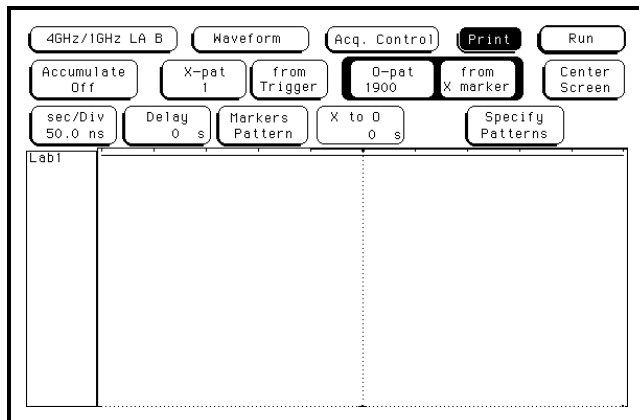 4GHz/1GHz LA B Waveform Acq. Control Print Run
Accumulate X-pat from O-pat from Center
Off 1 Trigger 1900 X marker Screen
sec/Div Delay Markers X to O Specify
50.0 ns 0 s Pattern 0 s Patterns
Lab1